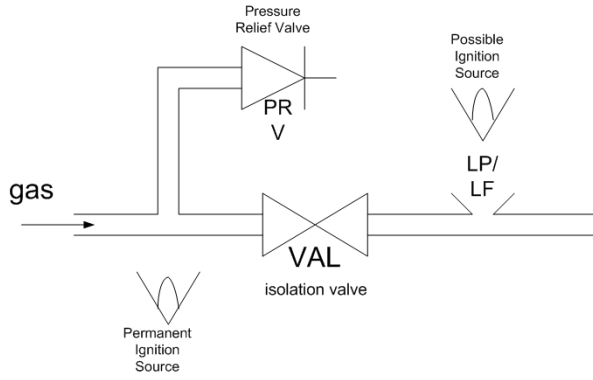 Pressure
Relief Valve
Possible
Ignition
Source
PR
V
LP/
LF
gas
VAL
isolation valve
Permanent
Ignition
Source